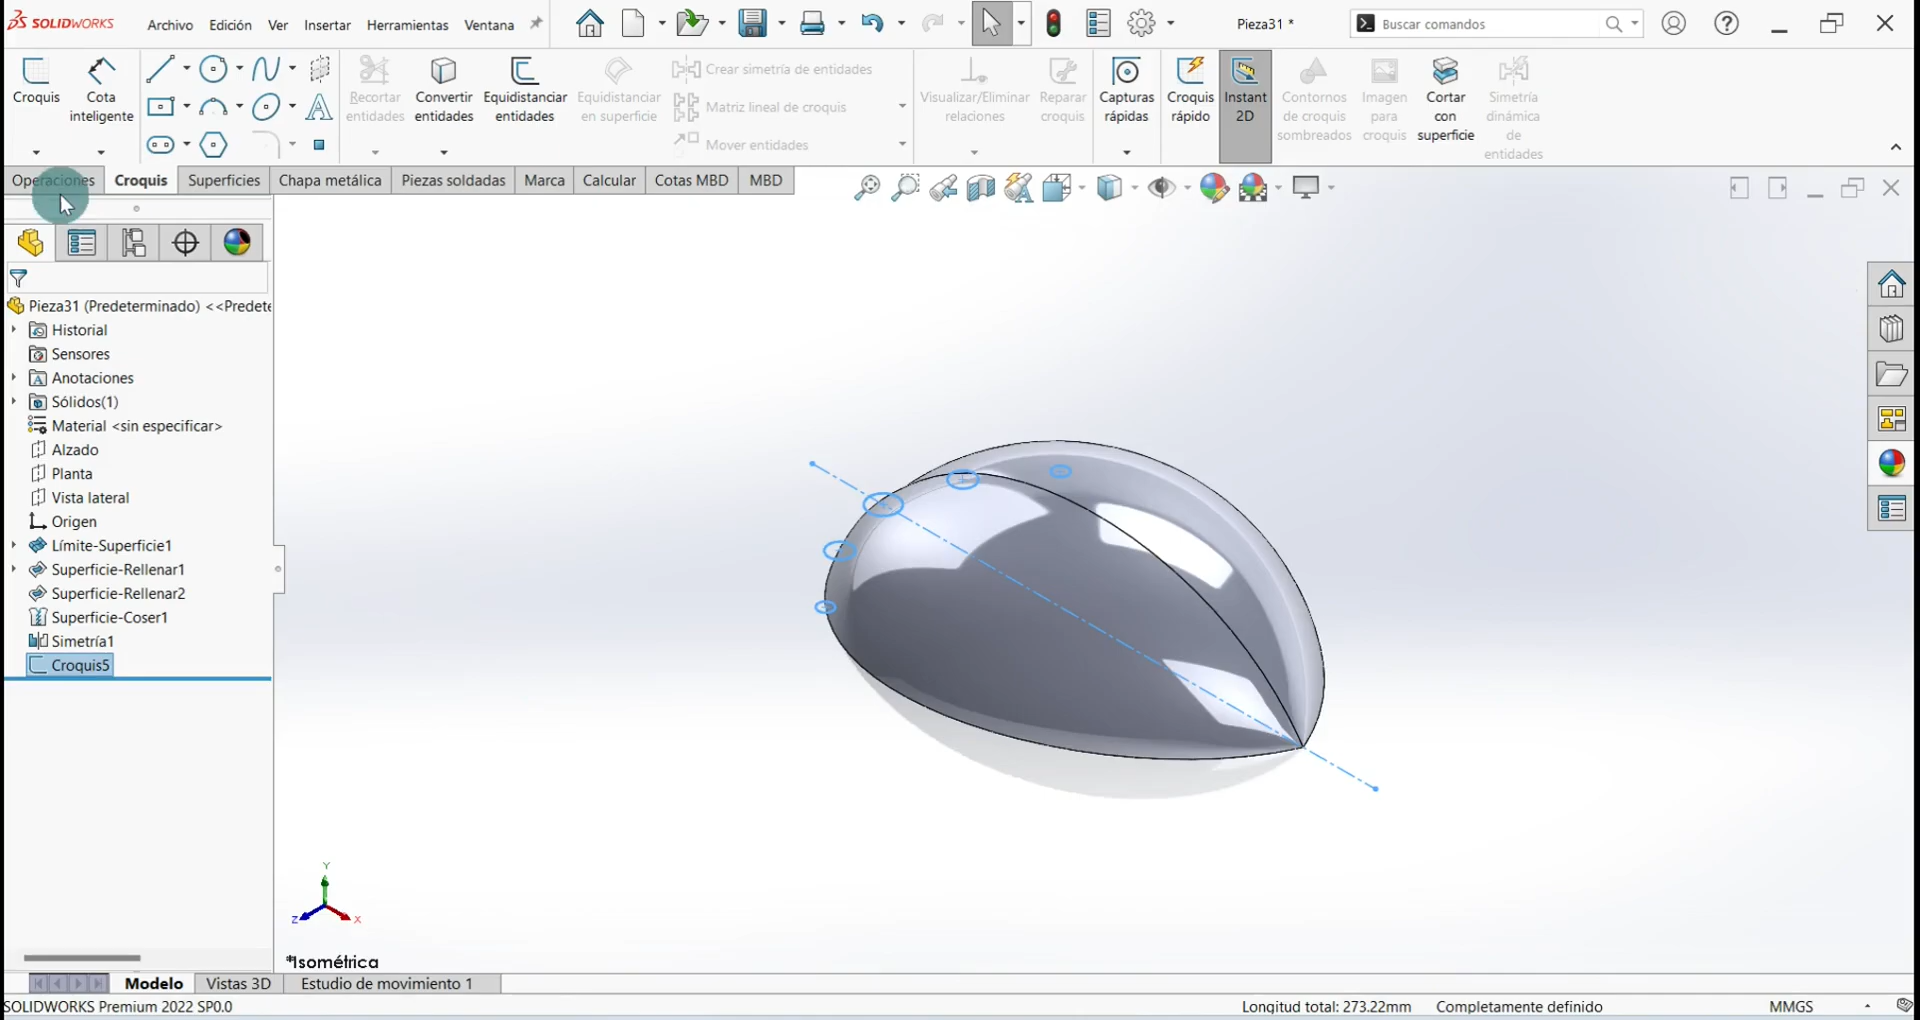 SOLIDWORKS
Archivo Edición Ver Insertar Herramientas Ventana
Pieza31 *
Buscar comandos
Croquis
Cota
inteligente
Recortar
entidades
Convertir
entidades
Equidistanciar
entidades
Equidistanciar
en superficie
Crear simetría de entidades
Matriz lineal de croquis
Mover entidades
Visualizar/Eliminar
relaciones
Reparar
croquis
Capturas
rápidas
Croquis
rápido
Instant
2D
Contornos
de croquis
sombreados
Imagen
para
croquis
Cortar
con
superficie
Simetría
dinámica
de
entidades
Operaciones Croquis Superficies Chapa metálica Piezas soldadas Marca Calcular Cotas MBD MBD
Pieza31 (Predeterminado) <<Predete
Historial
Sensores
Anotaciones
Sólidos(1)
Material <sin especificar>
Alzado
Planta
Vista lateral
Origen
Límite-Superficie1
Superficie-Rellenar1
Superficie-Rellenar2
Superficie-Coser1
Simetría1
Croquis5
Y
Z
X
*Isométrica
Modelo Vistas 3D Estudio de movimiento 1
SOLIDWORKS Premium 2022 SP0.0
Longitud total: 273.22mm Completamente definido MMGS